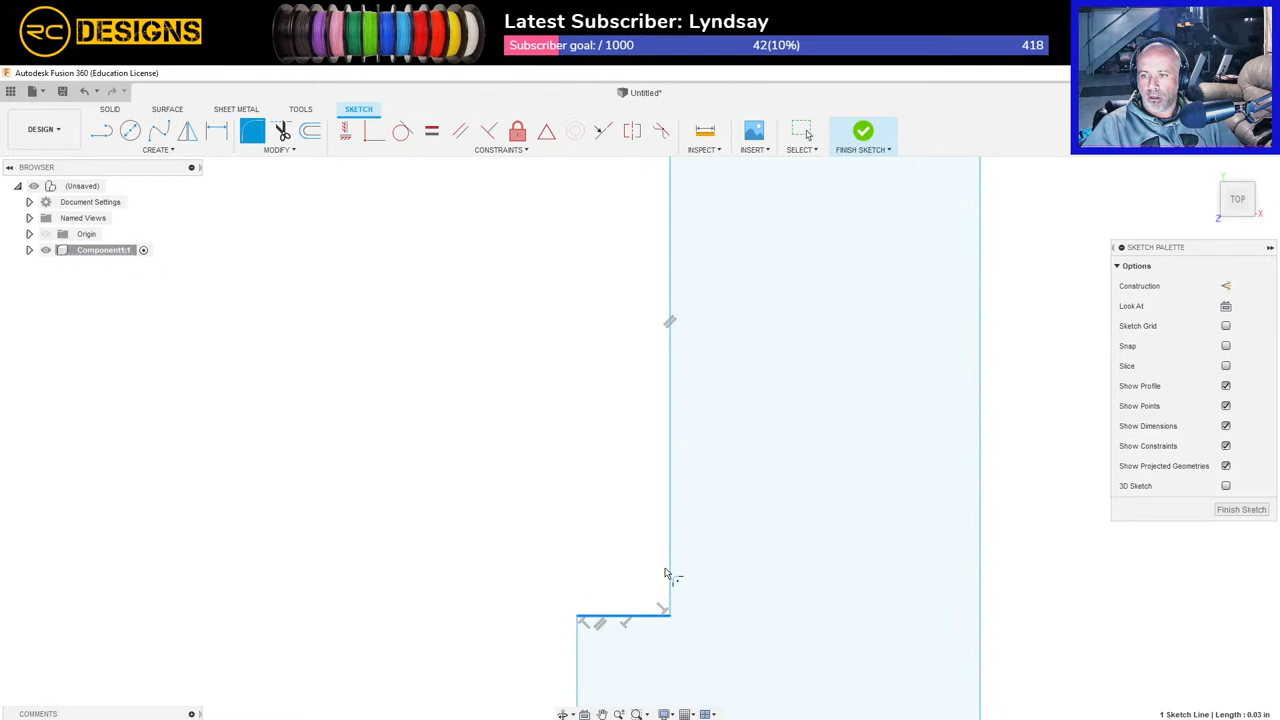 RC DESIGNS
Latest Subscriber: Lyndsay
Subscriber goal: / 1000 42(10%) 418
Autodesk Fusion 360 (Education License)
Untitled*
SOLID SURFACE SHEET METAL TOOLS SKETCH
DESIGN
CREATE MODIFY CONSTRAINTS INSPECT INSERT SELECT FINISH SKETCH
BROWSER
(Unsaved)
Document Settings
Named Views
Origin
Component1:1
Y
TOP
Z X
SKETCH PALETTE
Options
Construction
Look At
Sketch Grid
Snap
Slice
Show Profile
Show Points
Show Dimensions
Show Constraints
Show Projected Geometries
3D Sketch
Finish Sketch
COMMENTS
1 Sketch Line | Length : 0.03 in